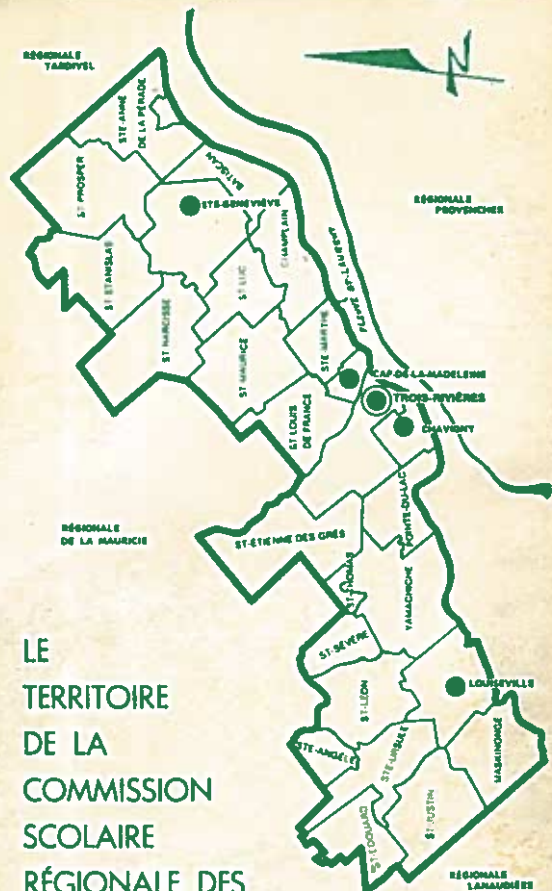 RÉGIONALE
TARDIVEL
STE-ANNE
DE LA PÉRADE
ST-PROSPER
BATISCAN
STE-GENEVIÈVE
RÉGIONALE
PROVENCHER
CHAMPLAIN
ST-STANISLAS
ST-LUC
FLEUVE ST-LAURENT
ST-NARCISSE
ST-MAURICE
STE-MARTHE
CAP-DE-LA-MADELEINE
TROIS-RIVIÈRES
ST-LOUIS
DE FRANCE
CHAVIGNY
RÉGIONALE
DE LA MAURICIE
ST-ÉTIENNE DES GRÈS
POINTE-DU-LAC
ST-THOMAS
YAMACHICHE
ST-SÉVÈRE
LOUISEVILLE
ST-LÉON
STE-ANGÈLE
STE-URSULE
MASKINONGÉ
ST-JUSTIN
ST-EDOUARD
RÉGIONALE
LANAUDIÈRE
LE
TERRITOIRE
DE LA
COMMISSION
SCOLAIRE
RÉGIONALE DES